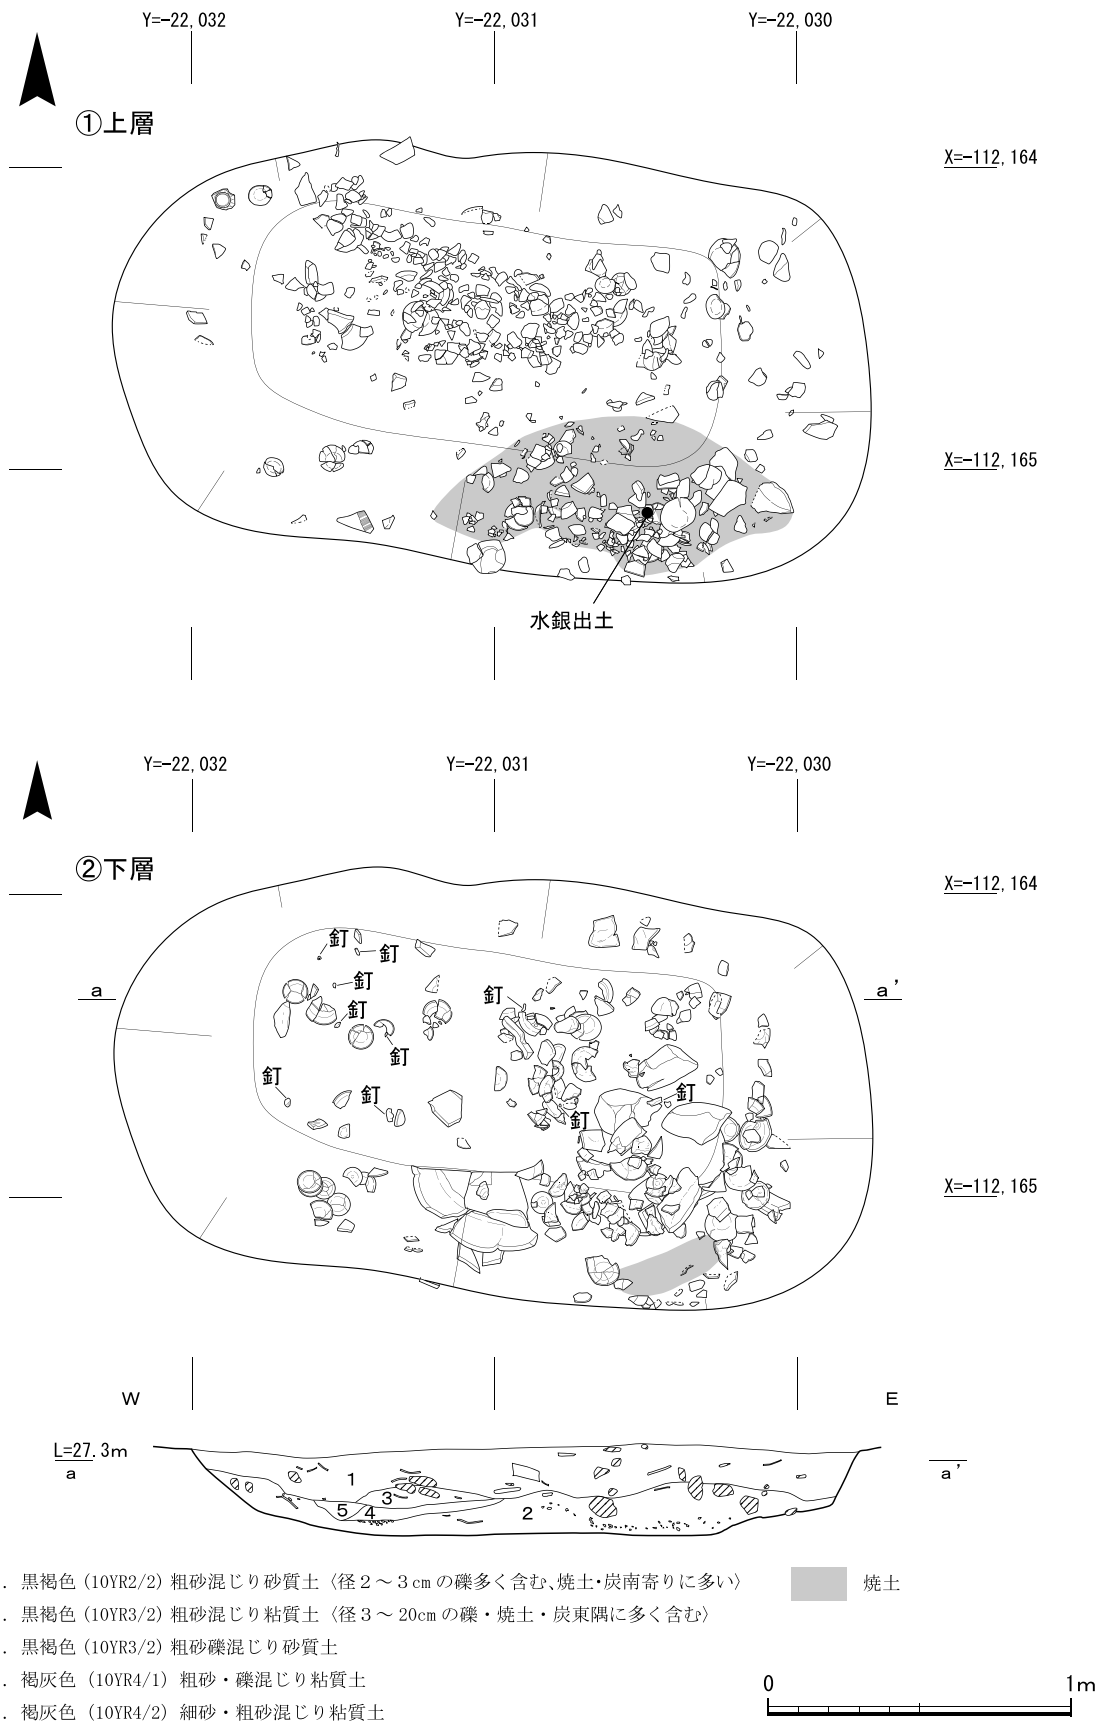 Y=-22,032 Y=-22,031 Y=-22,030
①上層
X=-112,164
X=-112,165
水銀出土
Y=-22,032 Y=-22,031 Y=-22,030
②下層
X=-112,164
釘
釘
釘
釘
釘
釘
釘
釘
釘
釘
a a'
X=-112,165
W E
L=27.3m
a a'
1
3
5 4 2
. 黒褐色 (10YR2/2) 粗砂混じり砂質土〈径2～3㎝の礫多く含む、焼土・炭南寄りに多い〉
焼土
. 黒褐色 (10YR3/2) 粗砂混じり粘質土〈径3～20cmの礫・焼土・炭東隅に多く含む〉
. 黒褐色 (10YR3/2) 粗砂礫混じり砂質土
. 褐灰色 (10YR4/1) 粗砂・礫混じり粘質土
. 褐灰色 (10YR4/2) 細砂・粗砂混じり粘質土
0 1m